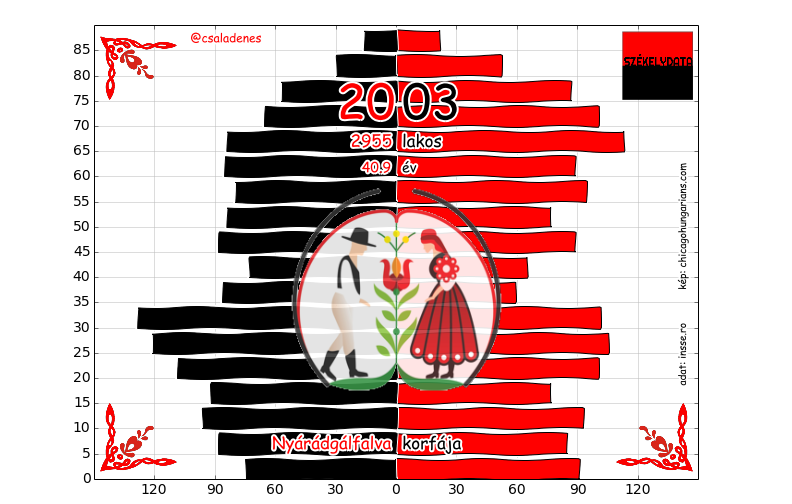 @csaladenes
SZÉKELYDATA
2003
2955 lakos
40.9 év
kép: chicagohungarians.com
adat: insse.ro
Nyárádgálfalva korfája
85
80
75
70
65
60
55
50
45
40
35
30
25
20
15
10
5
0
120 90 60 30 0 30 60 90 120